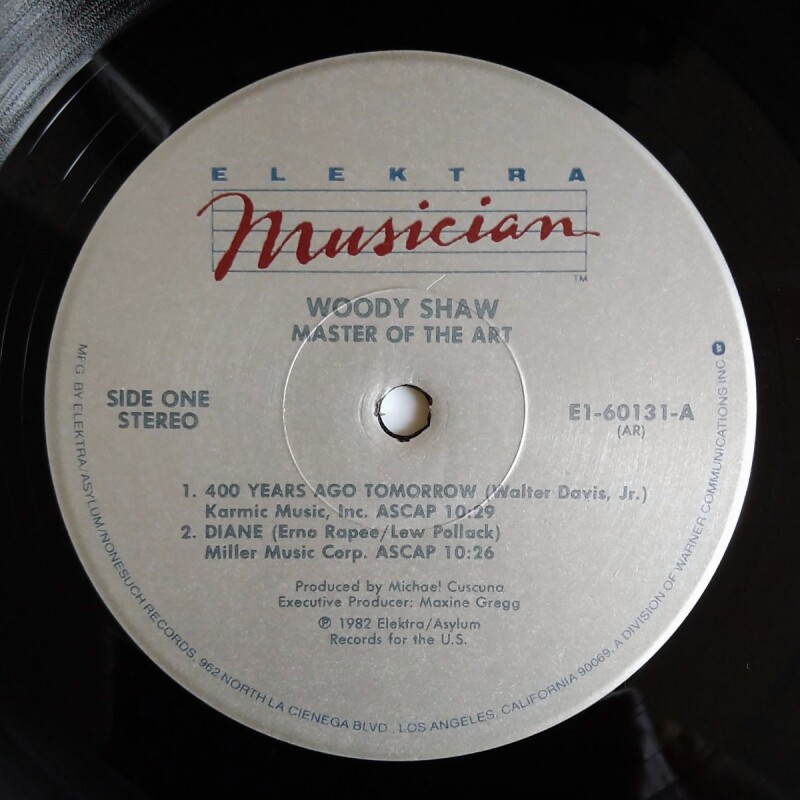 ELEKTRA
Musician
TM
WOODY SHAW
MASTER OF THE ART
SIDE ONE
STEREO
E1-60131-A
(AR)
1. 400 YEARS AGO TOMORROW (Walter Davis, Jr.)
Karmic Music, Inc. ASCAP 10:29
2. DIANE (Erno Rapee/Lew Pollack)
Miller Music Corp. ASCAP 10:26
Produced by Michael Cuscuna
Executive Producer: Maxine Gregg
℗ 1982 Elektra/Asylum
Records for the U.S.
MFG. BY ELEKTRA/ASYLUM/NONESUCH RECORDS, 962 NORTH LA CIENEGA BLVD., LOS ANGELES, CALIFORNIA 90069, A DIVISION OF WARNER COMMUNICATIONS INC.